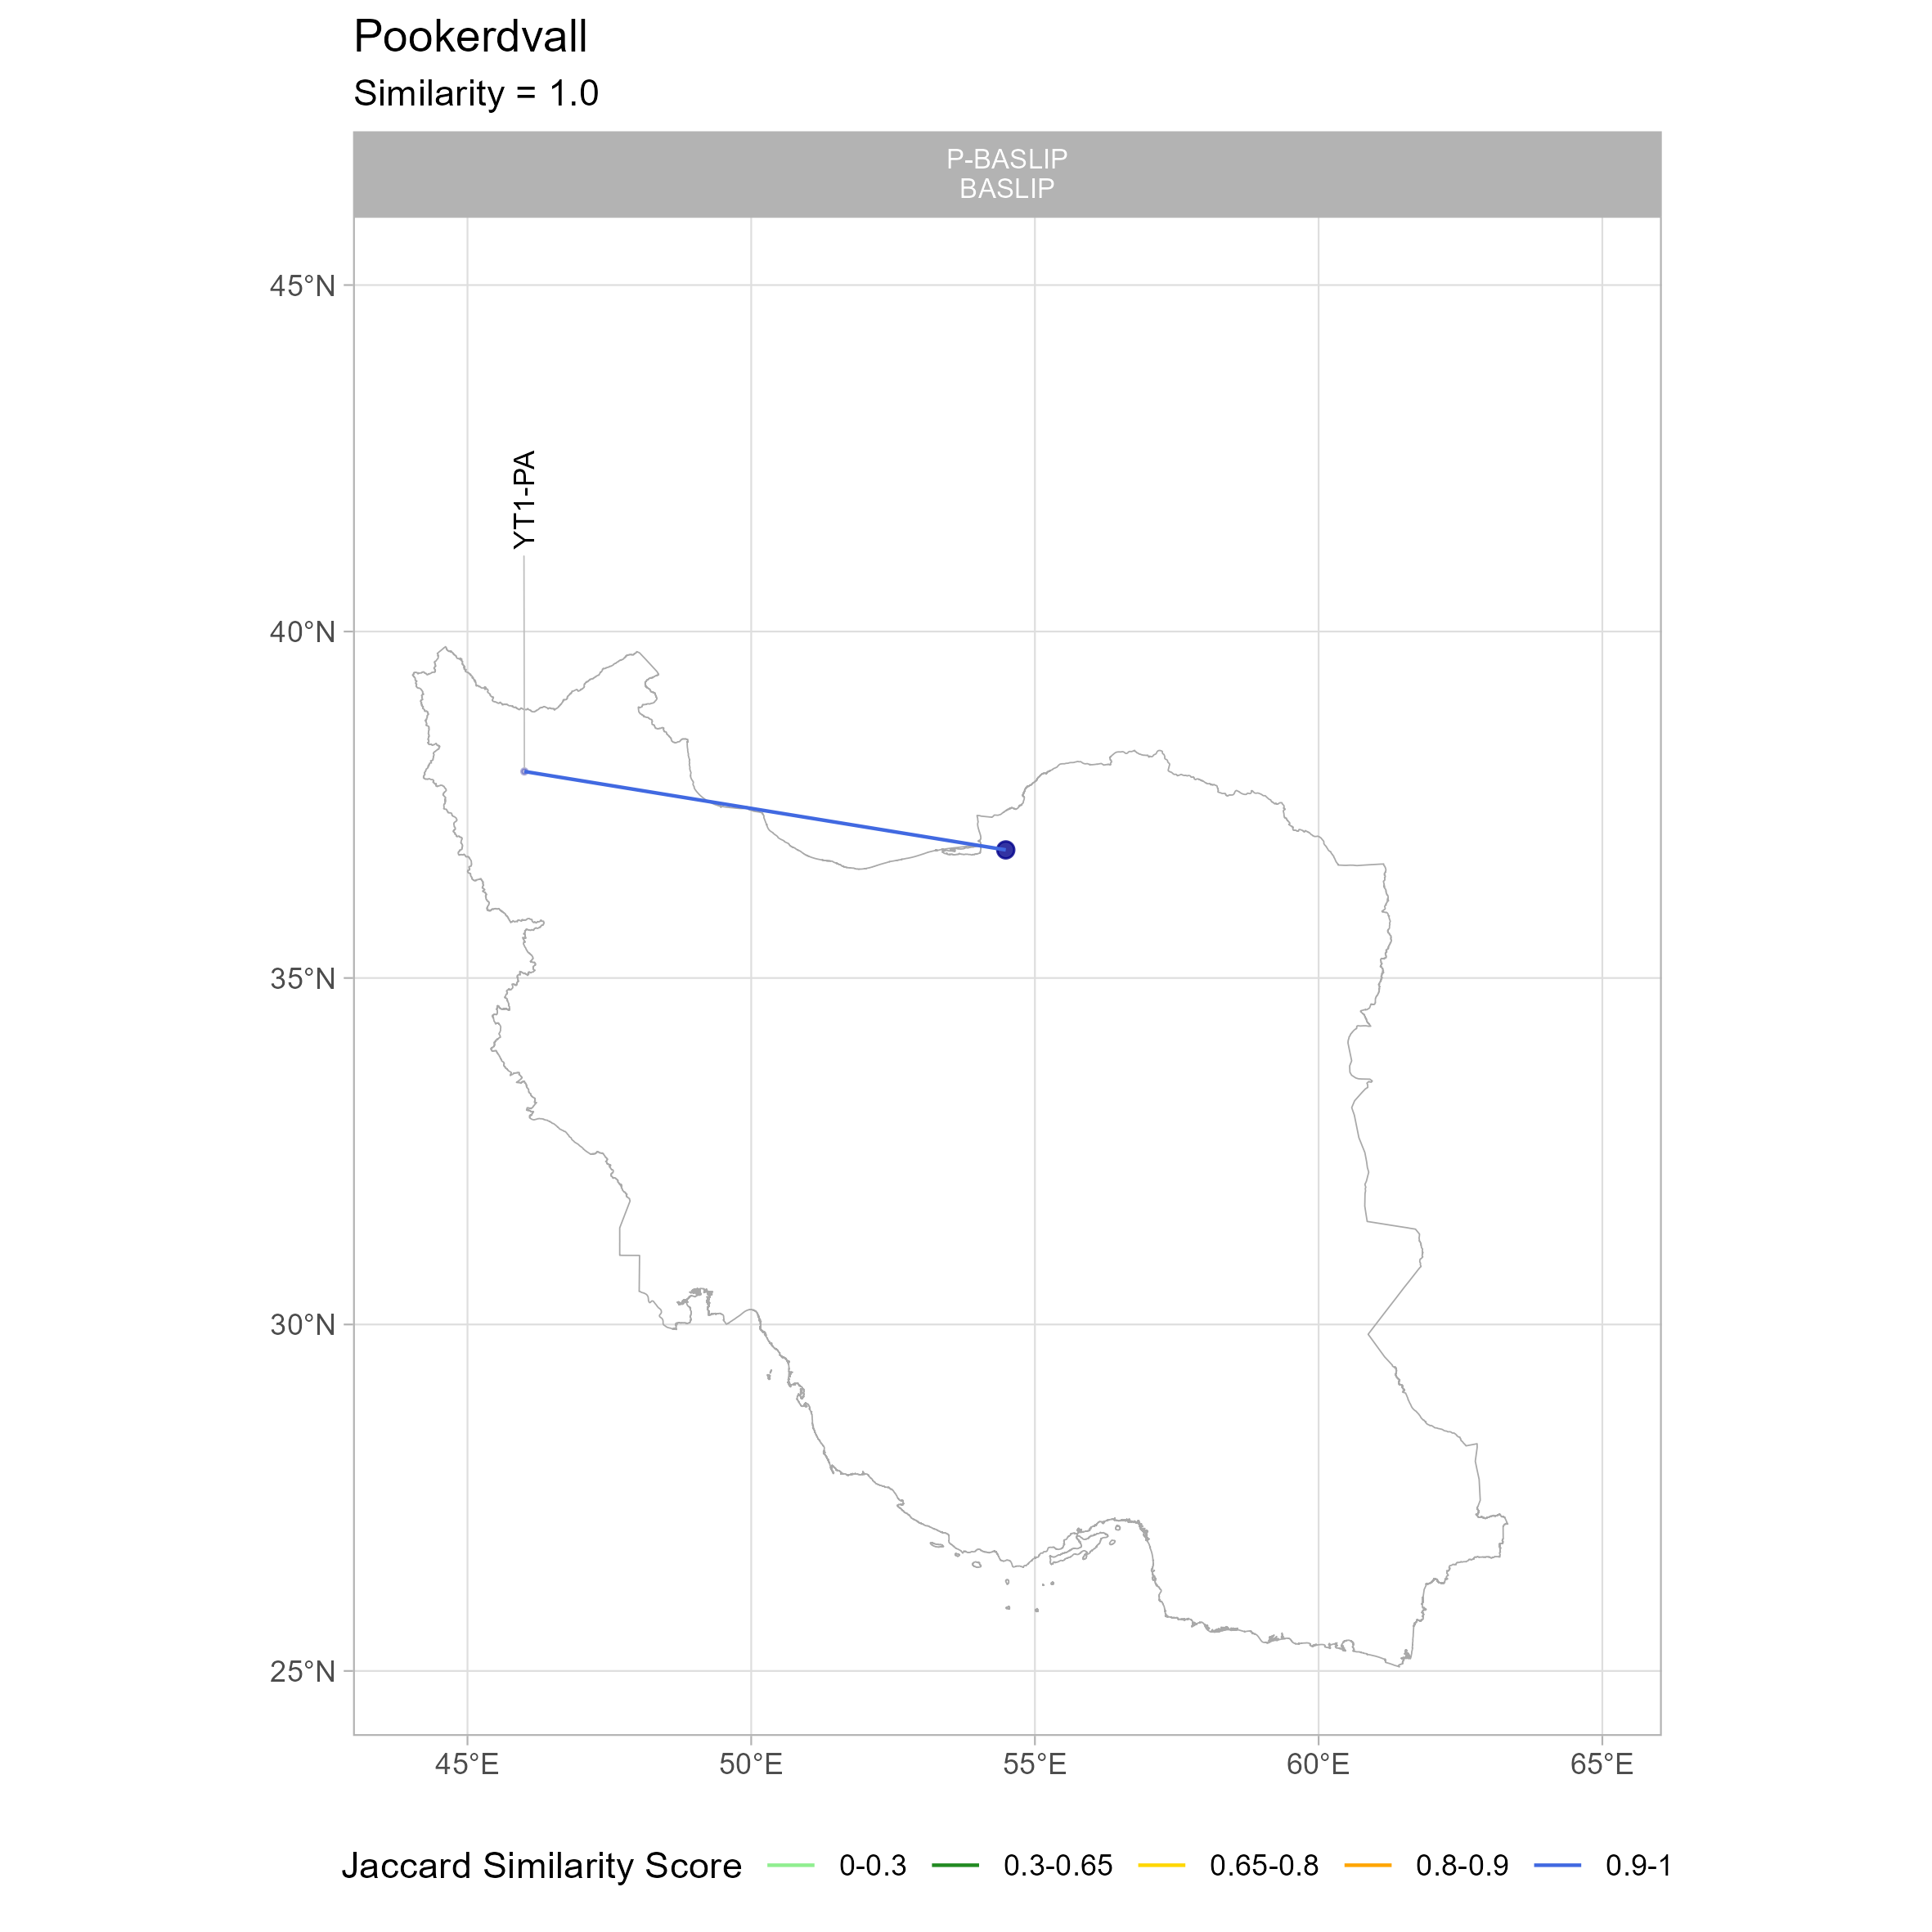 Pookerdvall
Similarity = 1.0
P-BASLIP
BASLIP
45°N
40°N
35°N
30°N
25°N
YT1-PA
45°E 50°E 55°E 60°E 65°E
Jaccard Similarity Score 0-0.3 0.3-0.65 0.65-0.8 0.8-0.9 0.9-1